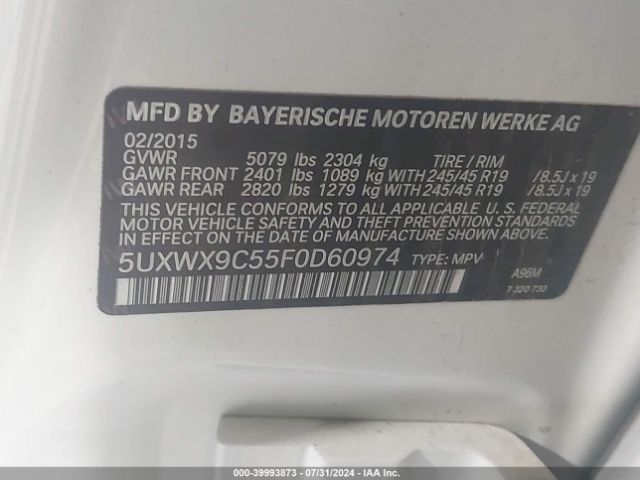 MFD BY BAYERISCHE MOTOREN WERKE AG
02/2015
GVWR 5079 lbs 2304 kg TIRE / RIM
GAWR FRONT 2401 lbs 1089 kg WITH 245/45 R19 /8.5J x 19
GAWR REAR 2820 lbs 1279 kg WITH 245/45 R19 /8.5J x 19
THIS VEHICLE CONFORMS TO ALL APPLICABLE U. S. FEDERAL
MOTOR VEHICLE SAFETY AND THEFT PREVENTION STANDARDS
IN EFFECT ON THE DATE OF MANUFACTURE SHOWN ABOVE.
5UXWX9C55F0D60974 TYPE: MPV
A96M
7 320 730
000-39993873 - 07/31/2024 - IAA Inc.